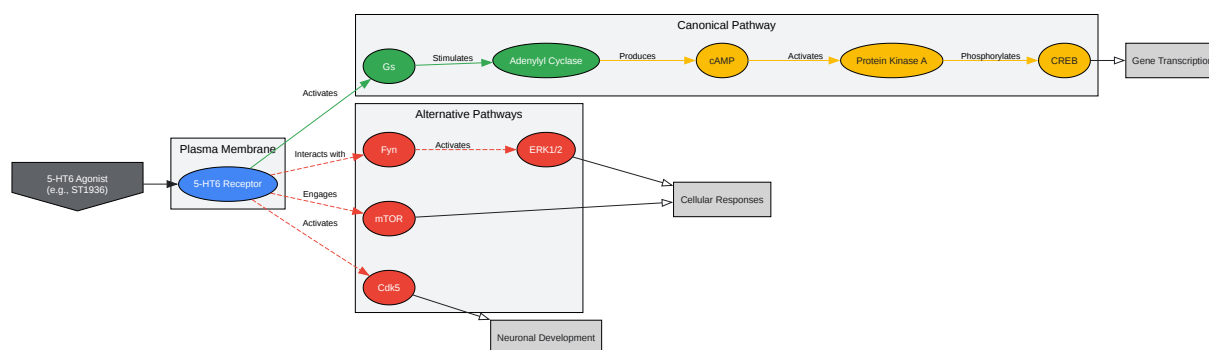 Canonical Pathway
Gs
Stimulates
Adenylyl Cyclase
Produces
cAMP
Activates
Protein Kinase A
Phosphorylates
CREB
Gene Transcription
Activates
Alternative Pathways
Plasma Membrane
Interacts with
Fyn
Activates
ERK1/2
5-HT6 Agonist
(e.g., ST1936)
5-HT6 Receptor
Engages
mTOR
Cellular Responses
Activates
Cdk5
Neuronal Development